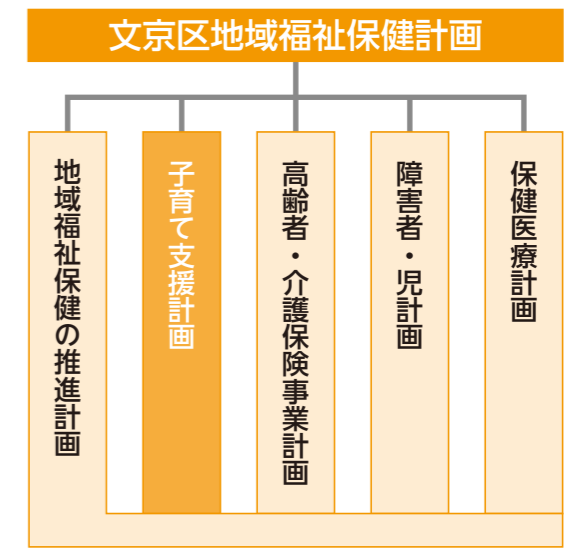 文京区地域福祉保健計画
地域福祉保健の推進計画
子育て支援計画
高齢者・介護保険事業計画
障害者・児計画
保健医療計画